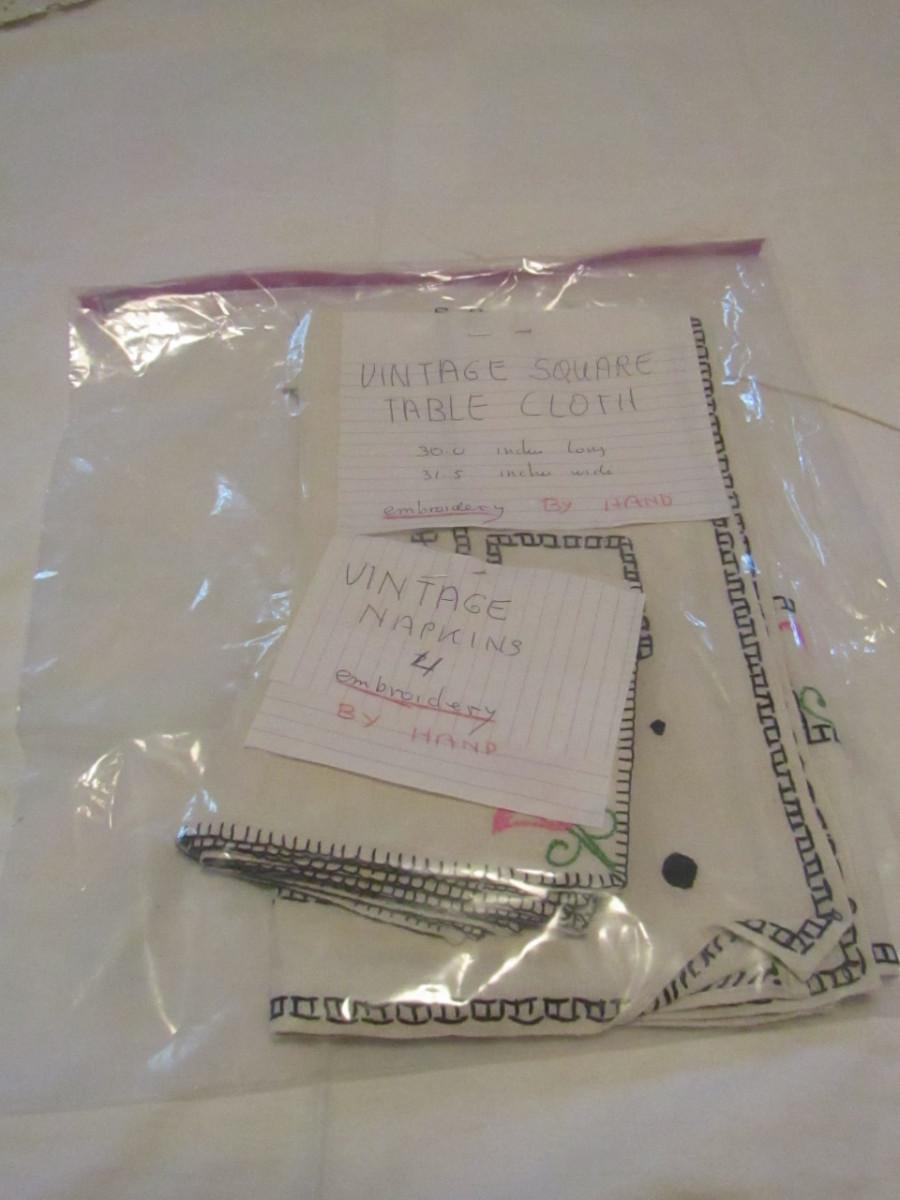 VINTAGE SQUARE
TABLE CLOTH
30.0 inches long
31.5 inches wide
embroidery BY HAND
VINTAGE
NAPKINS
4
embroidery
BY HAND